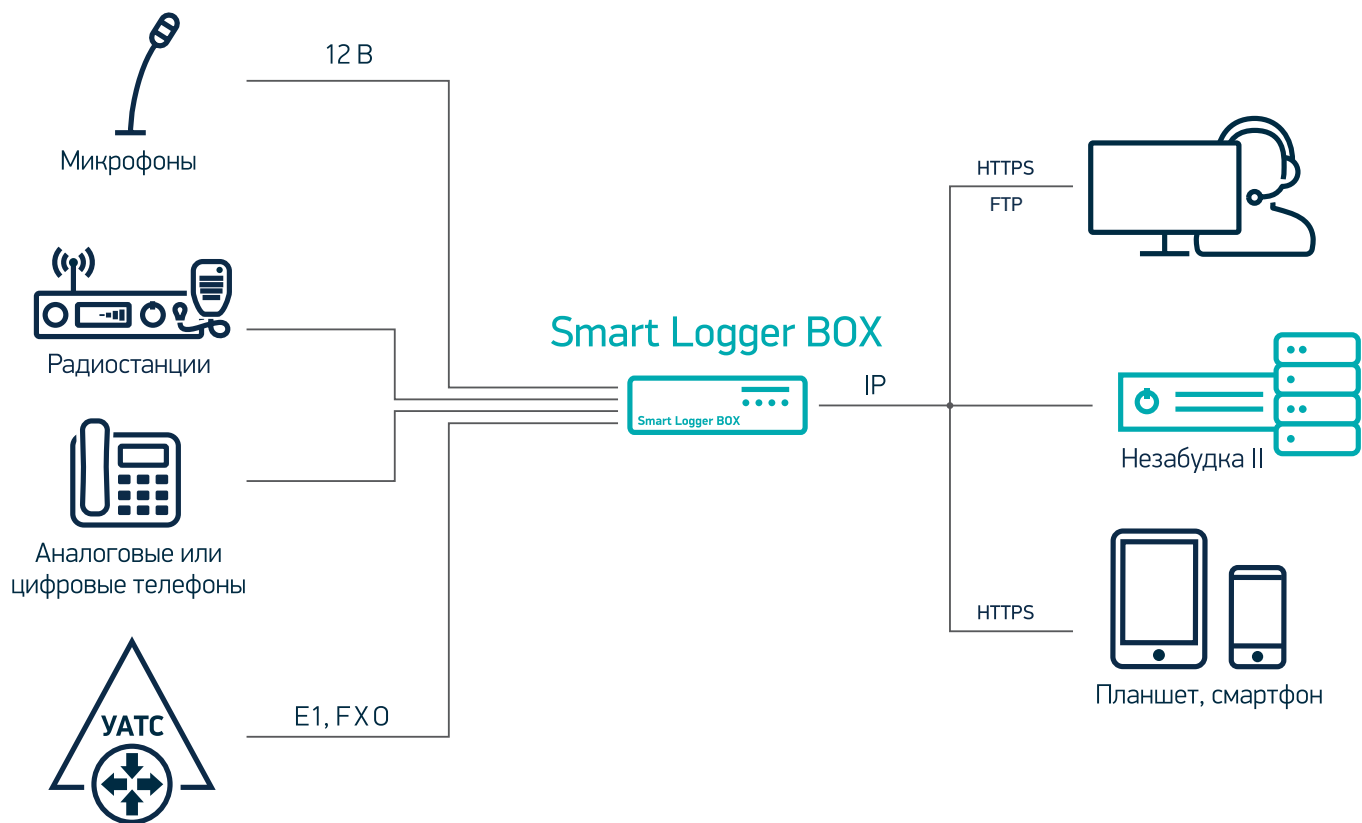 12 В
Микрофоны
Радиостанции
Аналоговые или
цифровые телефоны
УАТС
E1, FXO
Smart Logger BOX
Smart Logger BOX
IP
HTTPS
FTP
Незабудка II
HTTPS
Планшет, смартфон